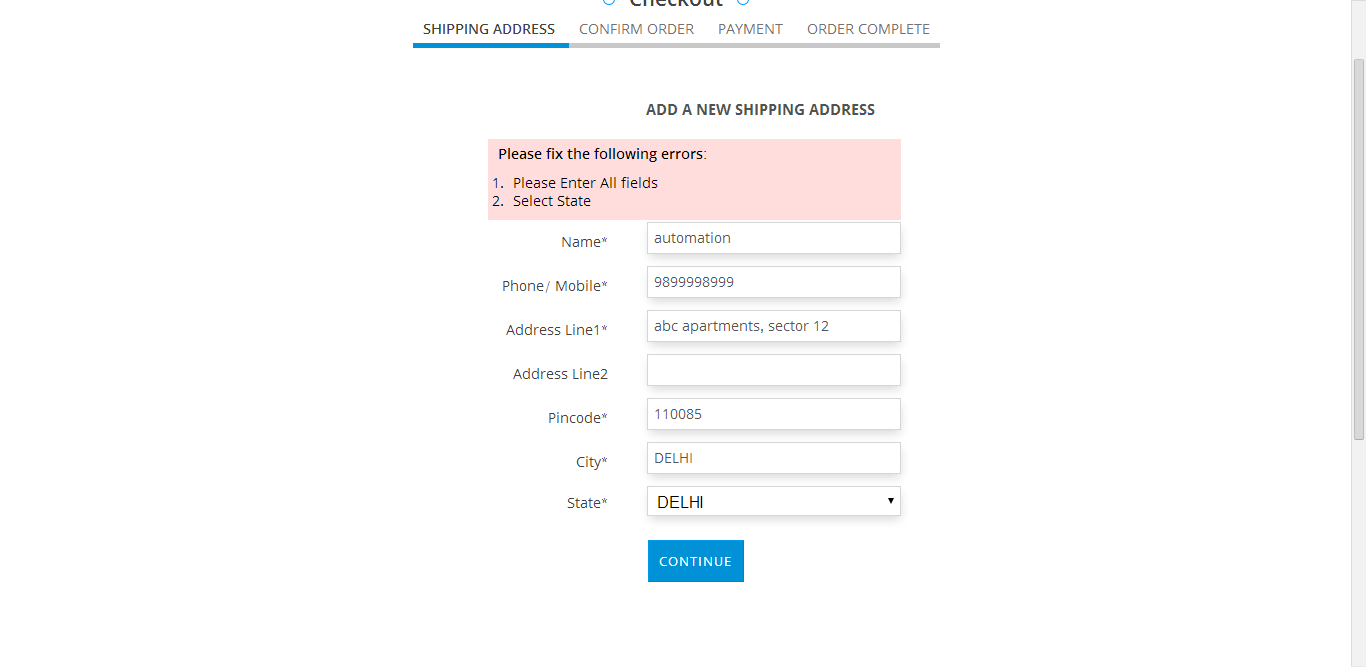 Checkout
SHIPPING ADDRESS CONFIRM ORDER PAYMENT ORDER COMPLETE
ADD A NEW SHIPPING ADDRESS
Please fix the following errors:
1. Please Enter All fields
2. Select State
Name* automation
Phone/ Mobile* 9899998999
Address Line1* abc apartments, sector 12
Address Line2
Pincode* 110085
City* DELHI
State* DELHI
CONTINUE